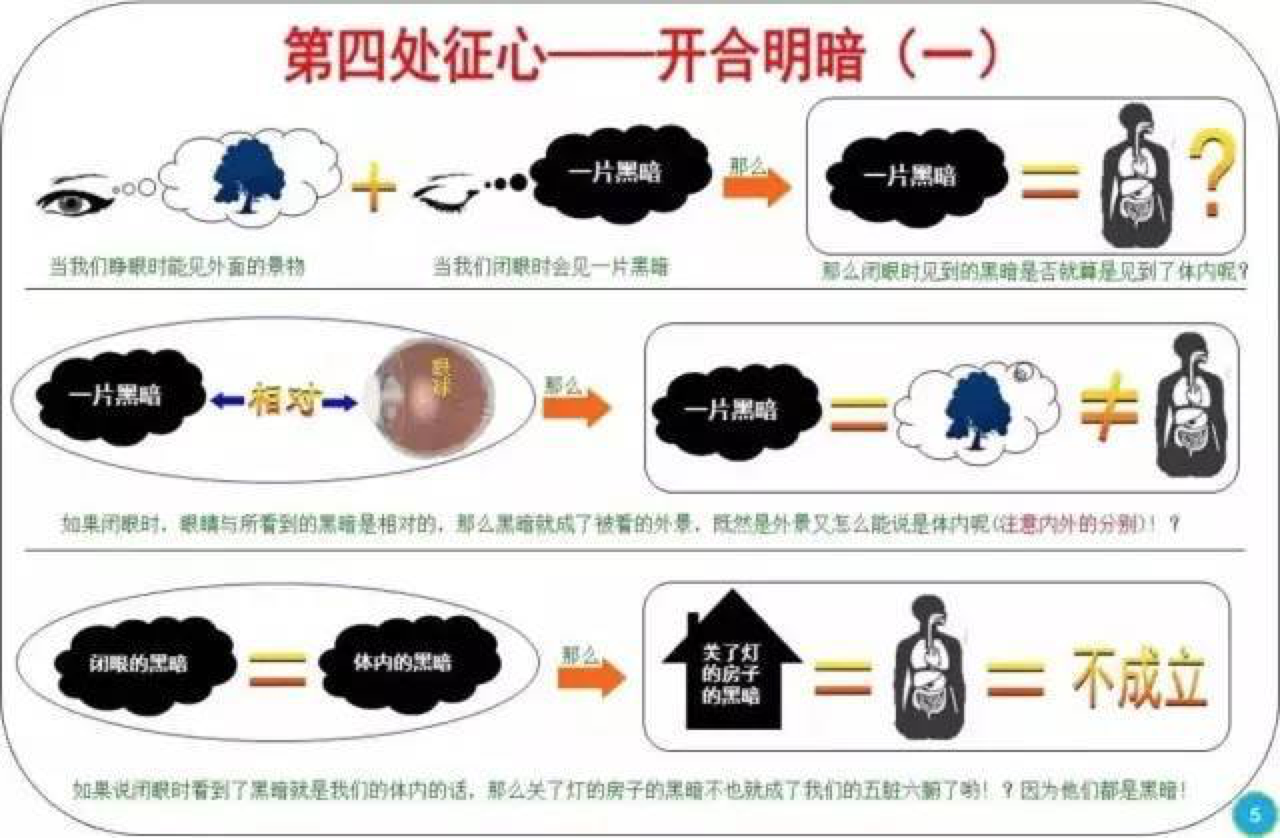 第四处征心——开合明暗（一）
一片黑暗
那么
一片黑暗
?
当我们睁眼时能见外面的景物
当我们闭眼时会见一片黑暗
那么闭眼时见到的黑暗是否就算是见到了体内呢?
一片黑暗
相对
眼球
那么
一片黑暗
如果闭眼时，眼睛与所看到的黑暗是相对的，那么黑暗就成了被看的外景，既然是外景又怎么能说是体内呢(注意内外的分别)！？
闭眼的黑暗
体内的黑暗
那么
关了灯
的房子
的黑暗
不成立
如果说闭眼时看到了黑暗就是我们的体内的话，那么关了灯的房子的黑暗不也就成了我们的五脏六腑了哟！？因为他们都是黑暗！
5